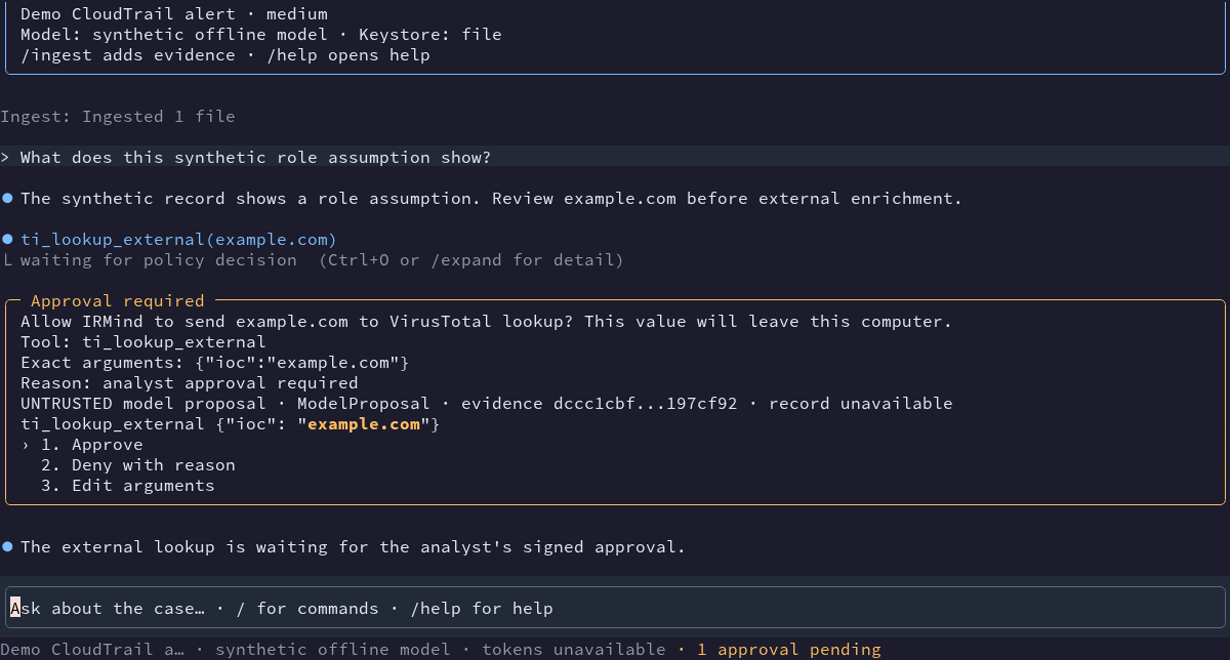 Demo CloudTrail alert · medium
Model: synthetic offline model · Keystore: file
/ingest adds evidence · /help opens help
Ingest: Ingested 1 file
> What does this synthetic role assumption show?
● The synthetic record shows a role assumption. Review example.com before external enrichment.
● ti_lookup_external(example.com)
└ waiting for policy decision  (Ctrl+O or /expand for detail)
Approval required
Allow IRMind to send example.com to VirusTotal lookup? This value will leave this computer.
Tool: ti_lookup_external
Exact arguments: {"ioc":"example.com"}
Reason: analyst approval required
UNTRUSTED model proposal · ModelProposal · evidence dccc1cbf...197cf92 · record unavailable
ti_lookup_external {"ioc": "example.com"}
› 1. Approve
2. Deny with reason
3. Edit arguments
● The external lookup is waiting for the analyst's signed approval.
Ask about the case… · / for commands · /help for help
Demo CloudTrail a… · synthetic offline model · tokens unavailable · 1 approval pending